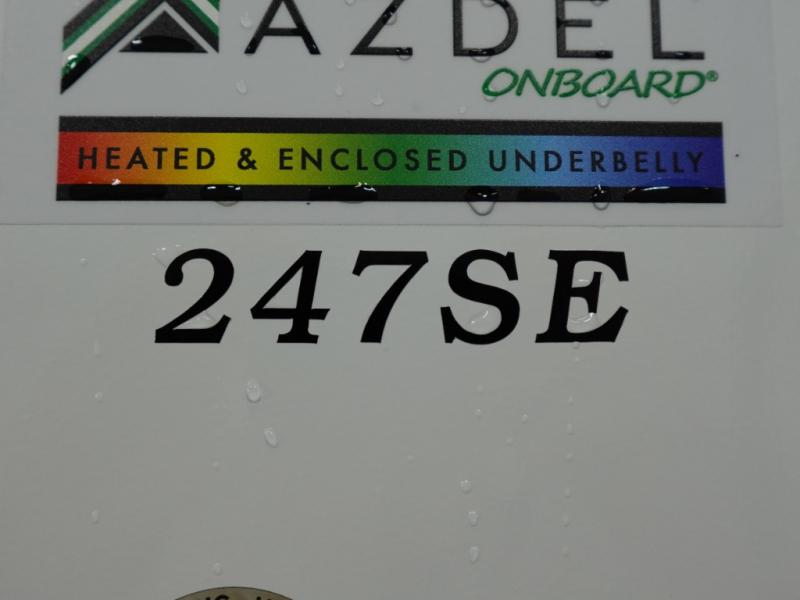 AZDEL
ONBOARD®
HEATED & ENCLOSED UNDERBELLY
247SE